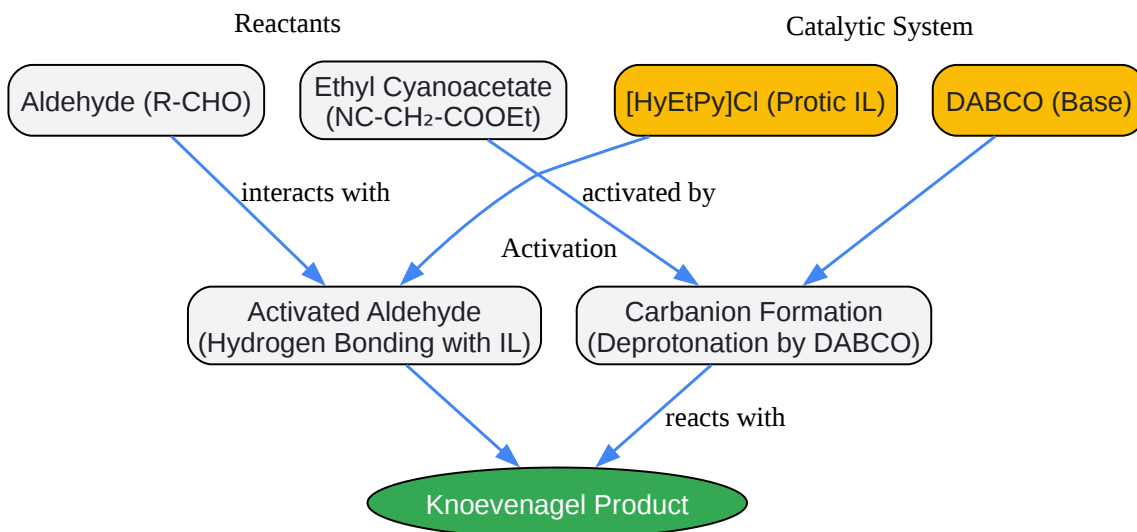 Reactants
Catalytic System
Aldehyde (R-CHO)
Ethyl Cyanoacetate
(NC-CH₂-COOEt)
[HyEtPy]Cl (Protic IL)
DABCO (Base)
interacts with
activated by
Activation
Activated Aldehyde
(Hydrogen Bonding with IL)
Carbanion Formation
(Deprotonation by DABCO)
reacts with
Knoevenagel Product